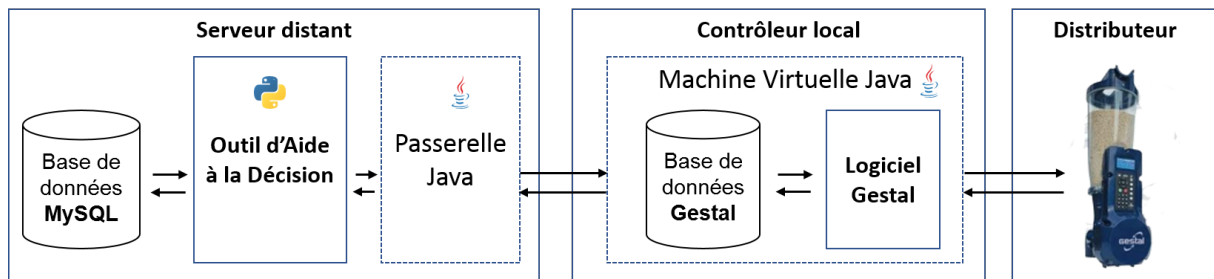 Serveur distant
Base de
données
MySQL
Outil d’Aide
à la Décision
Passerelle
Java
Contrôleur local
Machine Virtuelle Java
Base de
données
Gestal
Logiciel
Gestal
Distributeur
Gestal